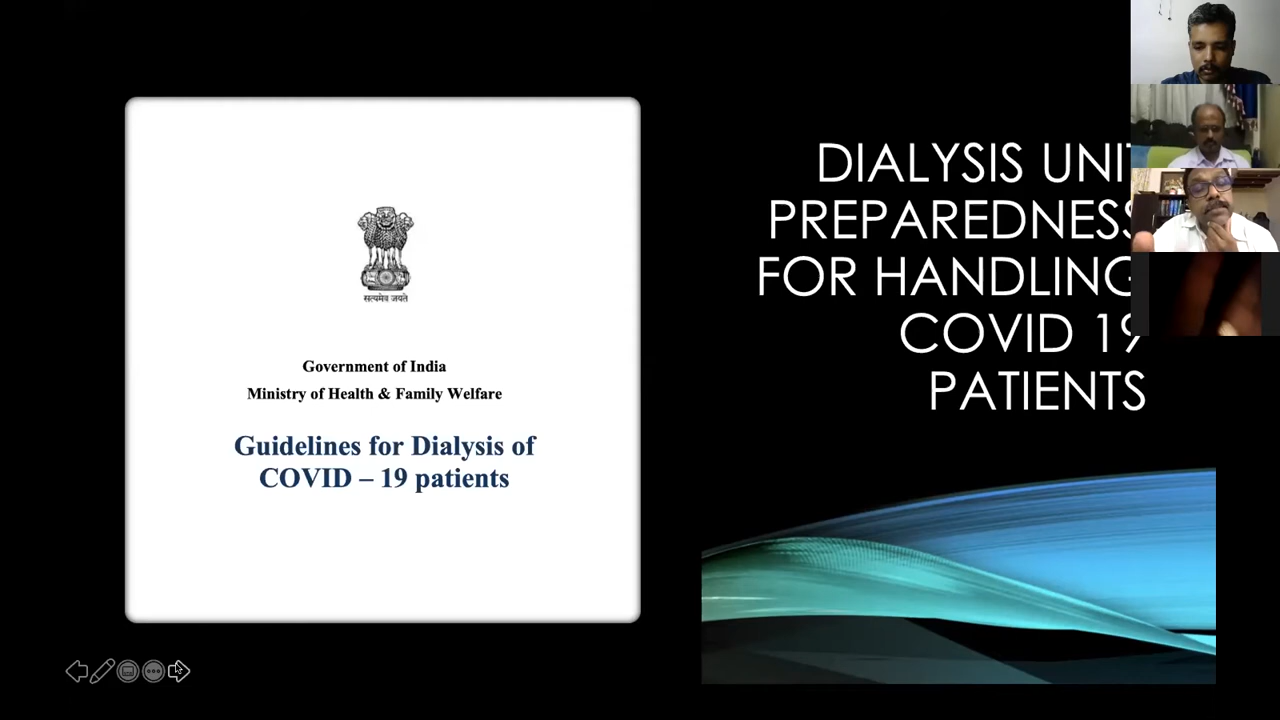 सत्यमेव जयते
Government of India
Ministry of Health & Family Welfare
Guidelines for Dialysis of
COVID – 19 patients
DIALYSIS UNIT
PREPAREDNESS
FOR HANDLING
COVID 19
PATIENTS